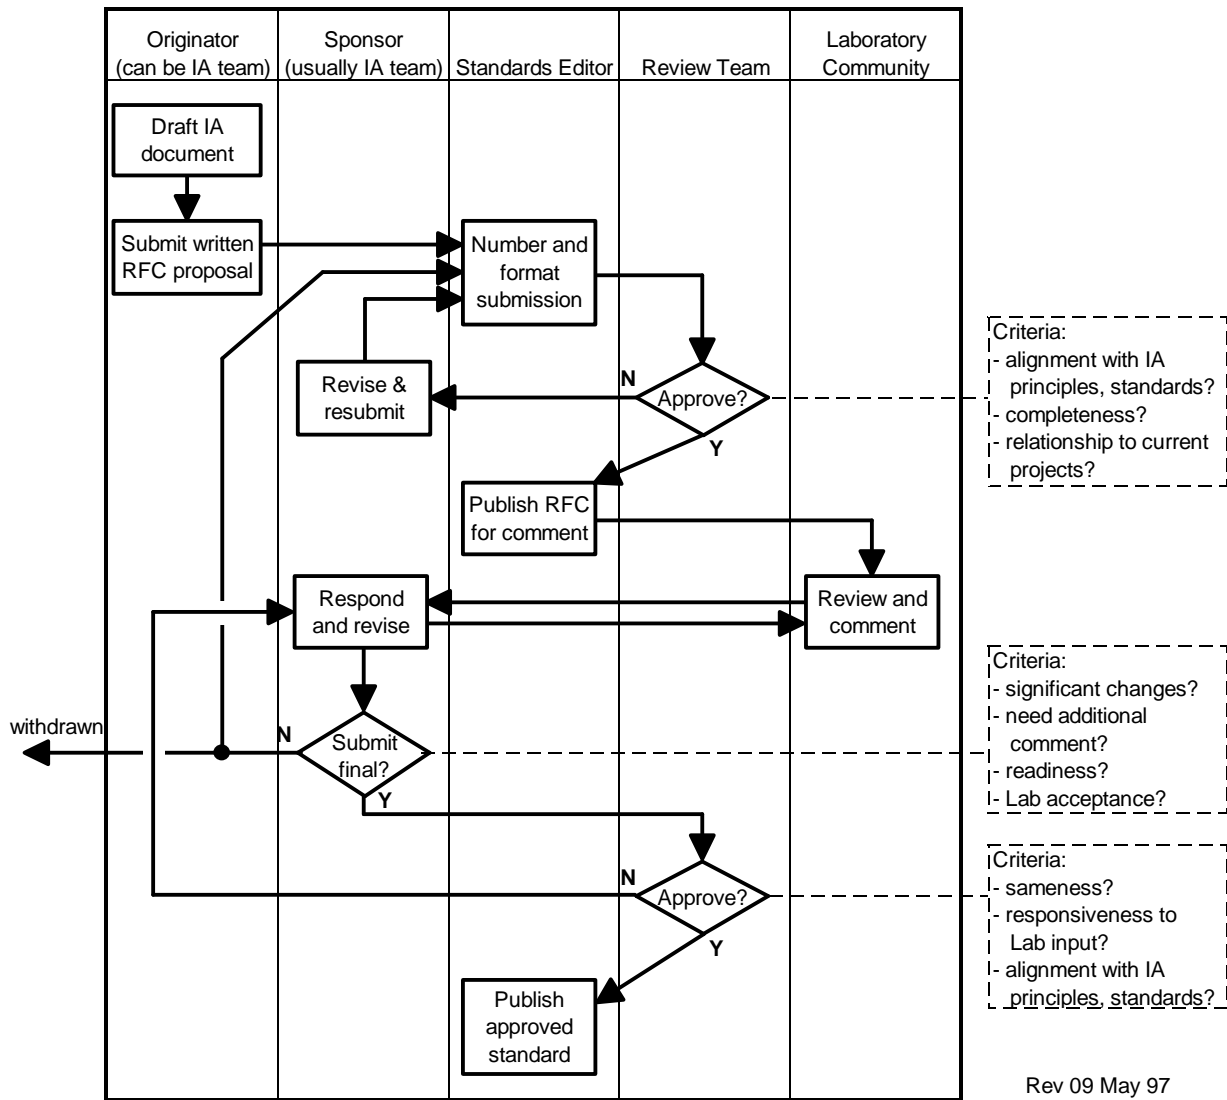 Originator
(can be IA team)
Sponsor
(usually IA team)
Standards Editor
Review Team
Laboratory
Community
Draft IA
document
Submit written
RFC proposal
Number and
format
submission
Revise &
resubmit
N
Approve?
Y
Criteria:
- alignment with IA
principles, standards?
- completeness?
- relationship to current
projects?
Publish RFC
for comment
Respond
and revise
Review and
comment
withdrawn
N
Submit
final?
Y
Criteria:
- significant changes?
- need additional
comment?
- readiness?
- Lab acceptance?
N
Approve?
Y
Criteria:
- sameness?
- responsiveness to
Lab input?
- alignment with IA
principles, standards?
Publish
approved
standard
Rev 09 May 97